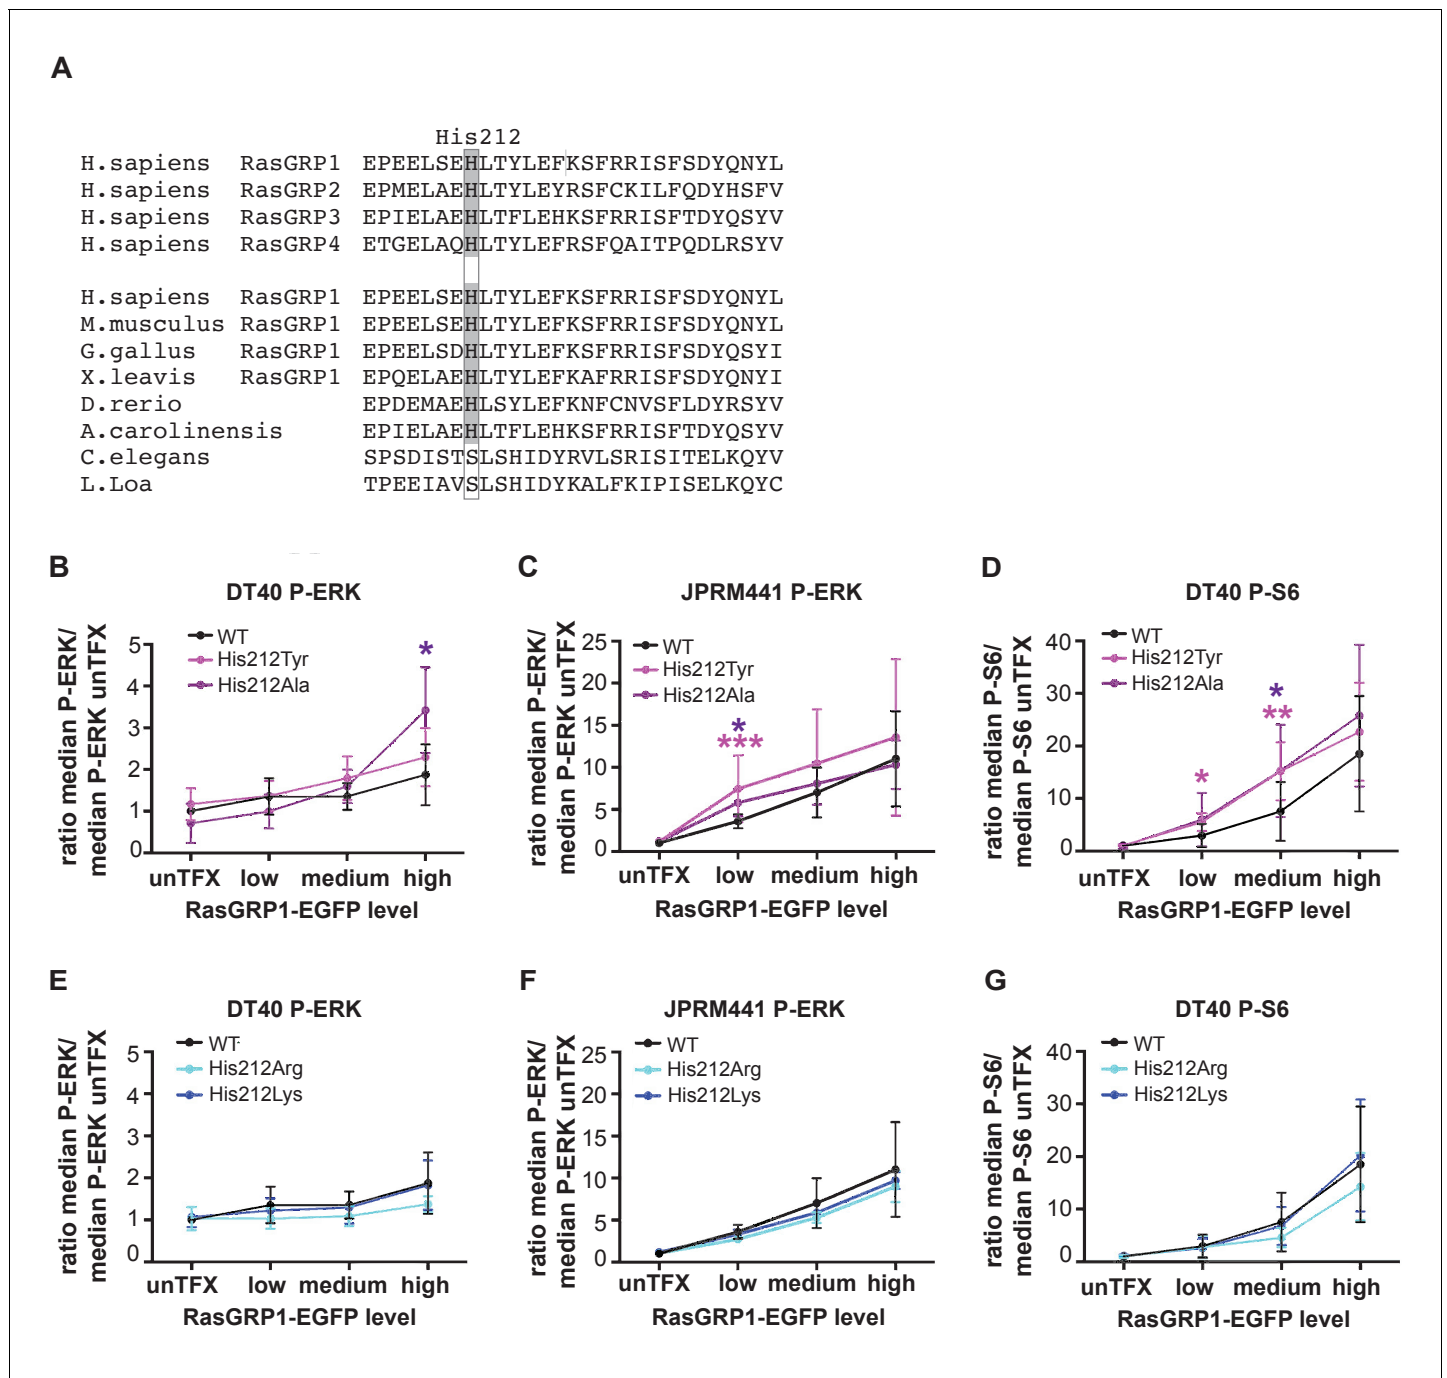 A
His212
H.sapiens RasGRP1 EPEELSEHLTYLEFKSFRRISFSDYQNYL
H.sapiens RasGRP2 EPMELAEHLTYLEYRSFCKILFQDYHSFV
H.sapiens RasGRP3 EPIELAEHLTFLEHKSFRRISFTDYQSYV
H.sapiens RasGRP4 ETGELAQHLTYLEFRSFQAITPQDLRSYV
H.sapiens RasGRP1 EPEELSEHLTYLEFKSFRRISFSDYQNYL
M.musculus RasGRP1 EPEELSEHLTYLEFKSFRRISFSDYQNYL
G.gallus RasGRP1 EPEELSDHLTYLEFKSFRRISFSDYQSYI
X.leavis RasGRP1 EPQELAEHLTYLEFKAFRRISFSDYQNYI
D.rerio EPDEMAEHLSYLEFKNFCNVSFLDYRSYV
A.carolinensis EPIELAEHLTFLEHKSFRRISFTDYQSYV
C.elegans SPSDISTSLSHIDYRVLSRISITELKQYV
L.Loa TPEEIAVSLSHIDYKALFKIPISELKQYC
B
DT40 P-ERK
ratio median P-ERK/
median P-ERK unTFX
5
4
3
2
1
0
WT
His212Tyr
His212Ala
*
unTFX low medium high
RasGRP1-EGFP level
C
JPRM441 P-ERK
ratio median P-ERK/
median P-ERK unTFX
25
20
15
10
5
0
WT
His212Tyr
His212Ala
*
***
unTFX low medium high
RasGRP1-EGFP level
D
DT40 P-S6
ratio median P-S6/
median P-S6 unTFX
40
30
20
10
0
WT
His212Tyr
His212Ala
*
**
*
unTFX low medium high
RasGRP1-EGFP level
E
DT40 P-ERK
ratio median P-ERK/
median P-ERK unTFX
5
4
3
2
1
0
WT
His212Arg
His212Lys
unTFX low medium high
RasGRP1-EGFP level
F
JPRM441 P-ERK
ratio median P-ERK/
median P-ERK unTFX
25
20
15
10
5
0
WT
His212Arg
His212Lys
unTFX low medium high
RasGRP1-EGFP level
G
DT40 P-S6
ratio median P-S6/
median P-S6 unTFX
40
30
20
10
0
WT
His212Arg
His212Lys
unTFX low medium high
RasGRP1-EGFP level